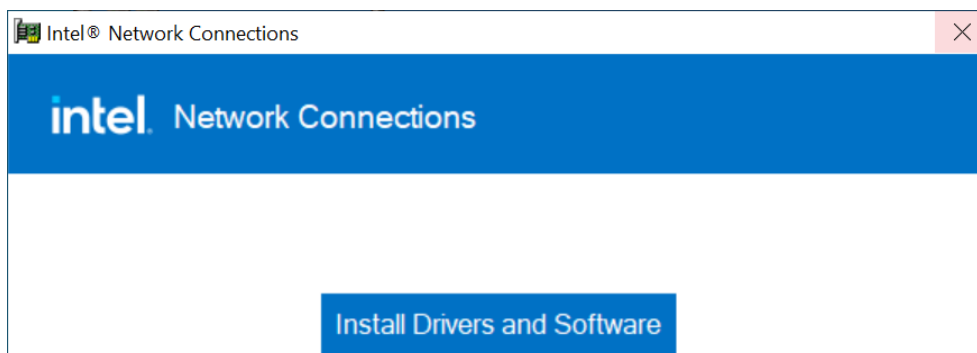 Intel® Network Connections
intel. Network Connections
Install Drivers and Software